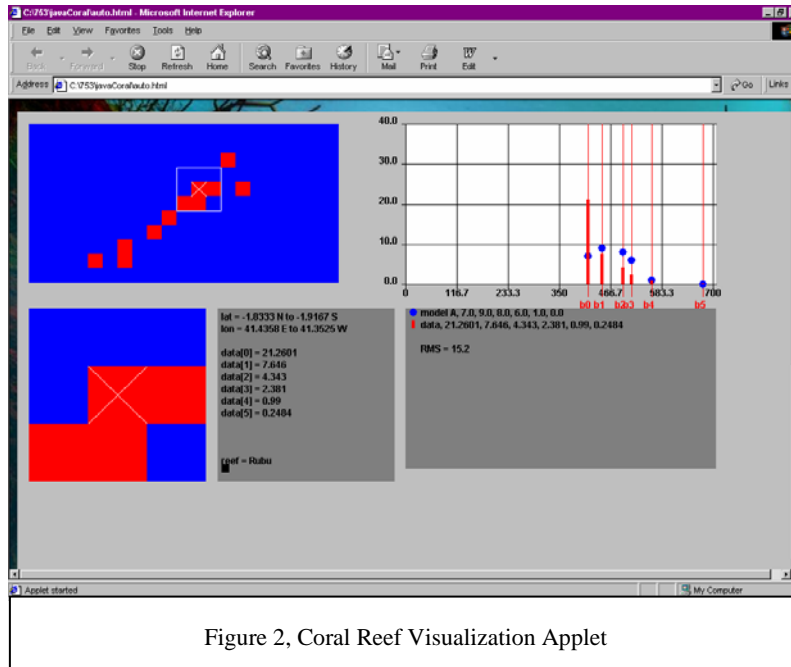 C:\753\javaCoral\auto.html - Microsoft Internet Explorer
File Edit View Favorites Tools Help
Back Forward Stop Refresh Home Search Favorites History Mail Print Edit
Address C:\753\javaCoral\auto.html Go Links
40.0
30.0
20.0
10.0
0.0
0 116.7 233.3 350 466.7 583.3 700
b0 b1 b2 b3 b4 b5
lat = -1.8333 N to -1.9167 S
lon = 41.4358 E to 41.3525 W
data[0] = 21.2601
data[1] = 7.646
data[2] = 4.343
data[3] = 2.381
data[4] = 0.99
data[5] = 0.2484
reef = Rubu
model A, 7.0, 9.0, 8.0, 6.0, 1.0, 0.0
data, 21.2601, 7.646, 4.343, 2.381, 0.99, 0.2484
RMS = 15.2
Applet started My Computer
Figure 2, Coral Reef Visualization Applet